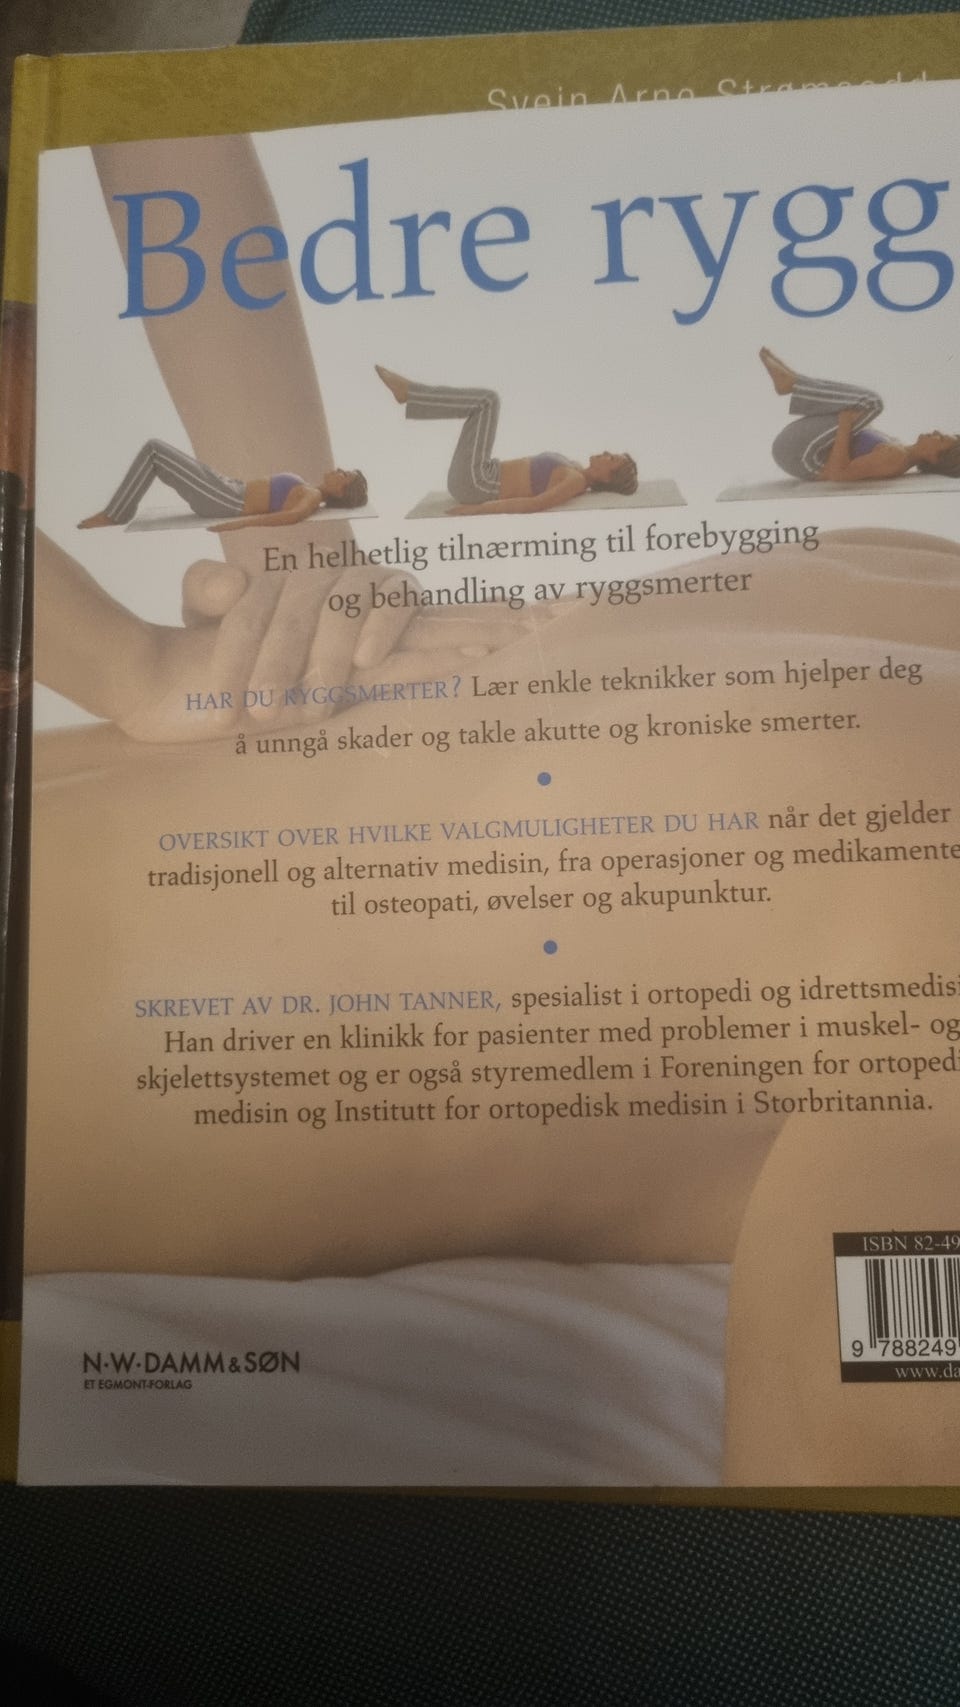 Svein Arne
Bedre rygg
En helhetlig tilnærming til forebygging
og behandling av ryggsmerter
HAR DU RYGGSMERTER? Lær enkle teknikker som hjelper deg
å unngå skader og takle akutte og kroniske smerter.
OVERSIKT OVER HVILKE VALGMULIGHETER DU HAR når det gjelder
tradisjonell og alternativ medisin, fra operasjoner og medikamente
til osteopati, øvelser og akupunktur.
SKREVET AV DR. JOHN TANNER, spesialist i ortopedi og idrettsmedisi
Han driver en klinikk for pasienter med problemer i muskel- og
skjelettsystemet og er også styremedlem i Foreningen for ortopedi
medisin og Institutt for ortopedisk medisin i Storbritannia.
ISBN 82-49
9 788249
www.da
N·W·DAMM & SØN
ET EGMONT-FORLAG